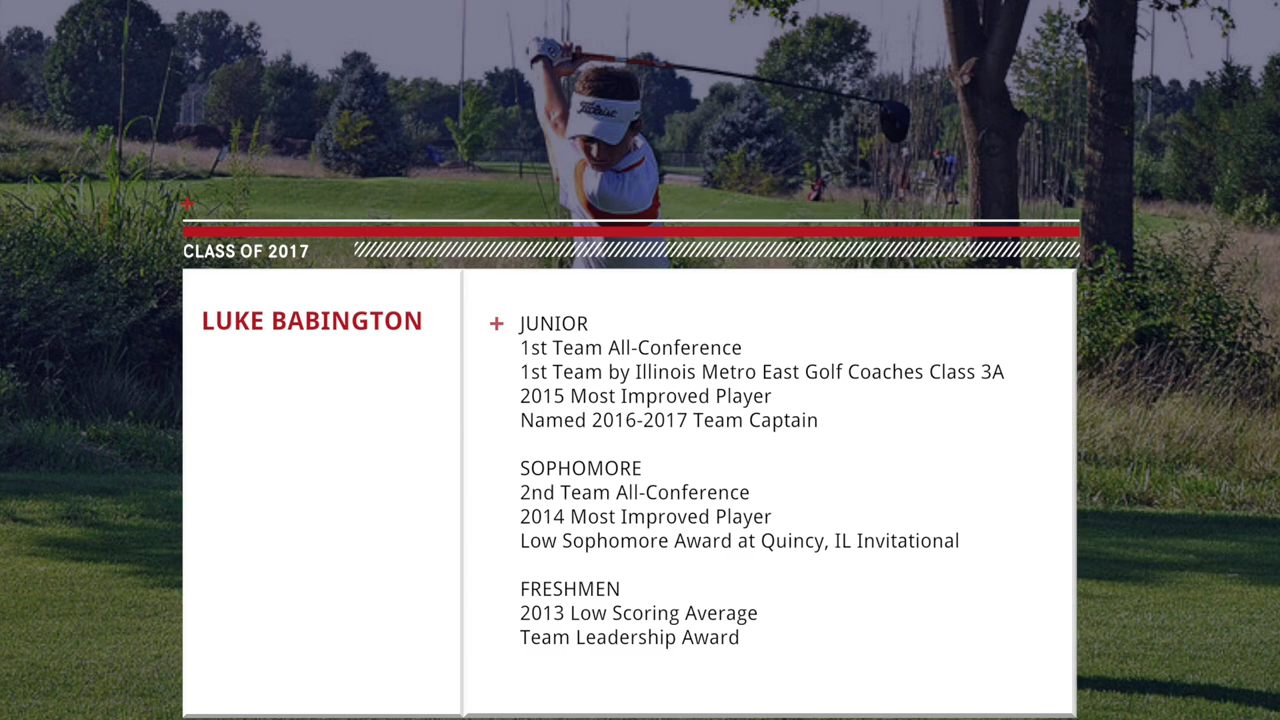 Titleist
CLASS OF 2017
LUKE BABINGTON
+ JUNIOR
1st Team All-Conference
1st Team by Illinois Metro East Golf Coaches Class 3A
2015 Most Improved Player
Named 2016-2017 Team Captain
SOPHOMORE
2nd Team All-Conference
2014 Most Improved Player
Low Sophomore Award at Quincy, IL Invitational
FRESHMEN
2013 Low Scoring Average
Team Leadership Award